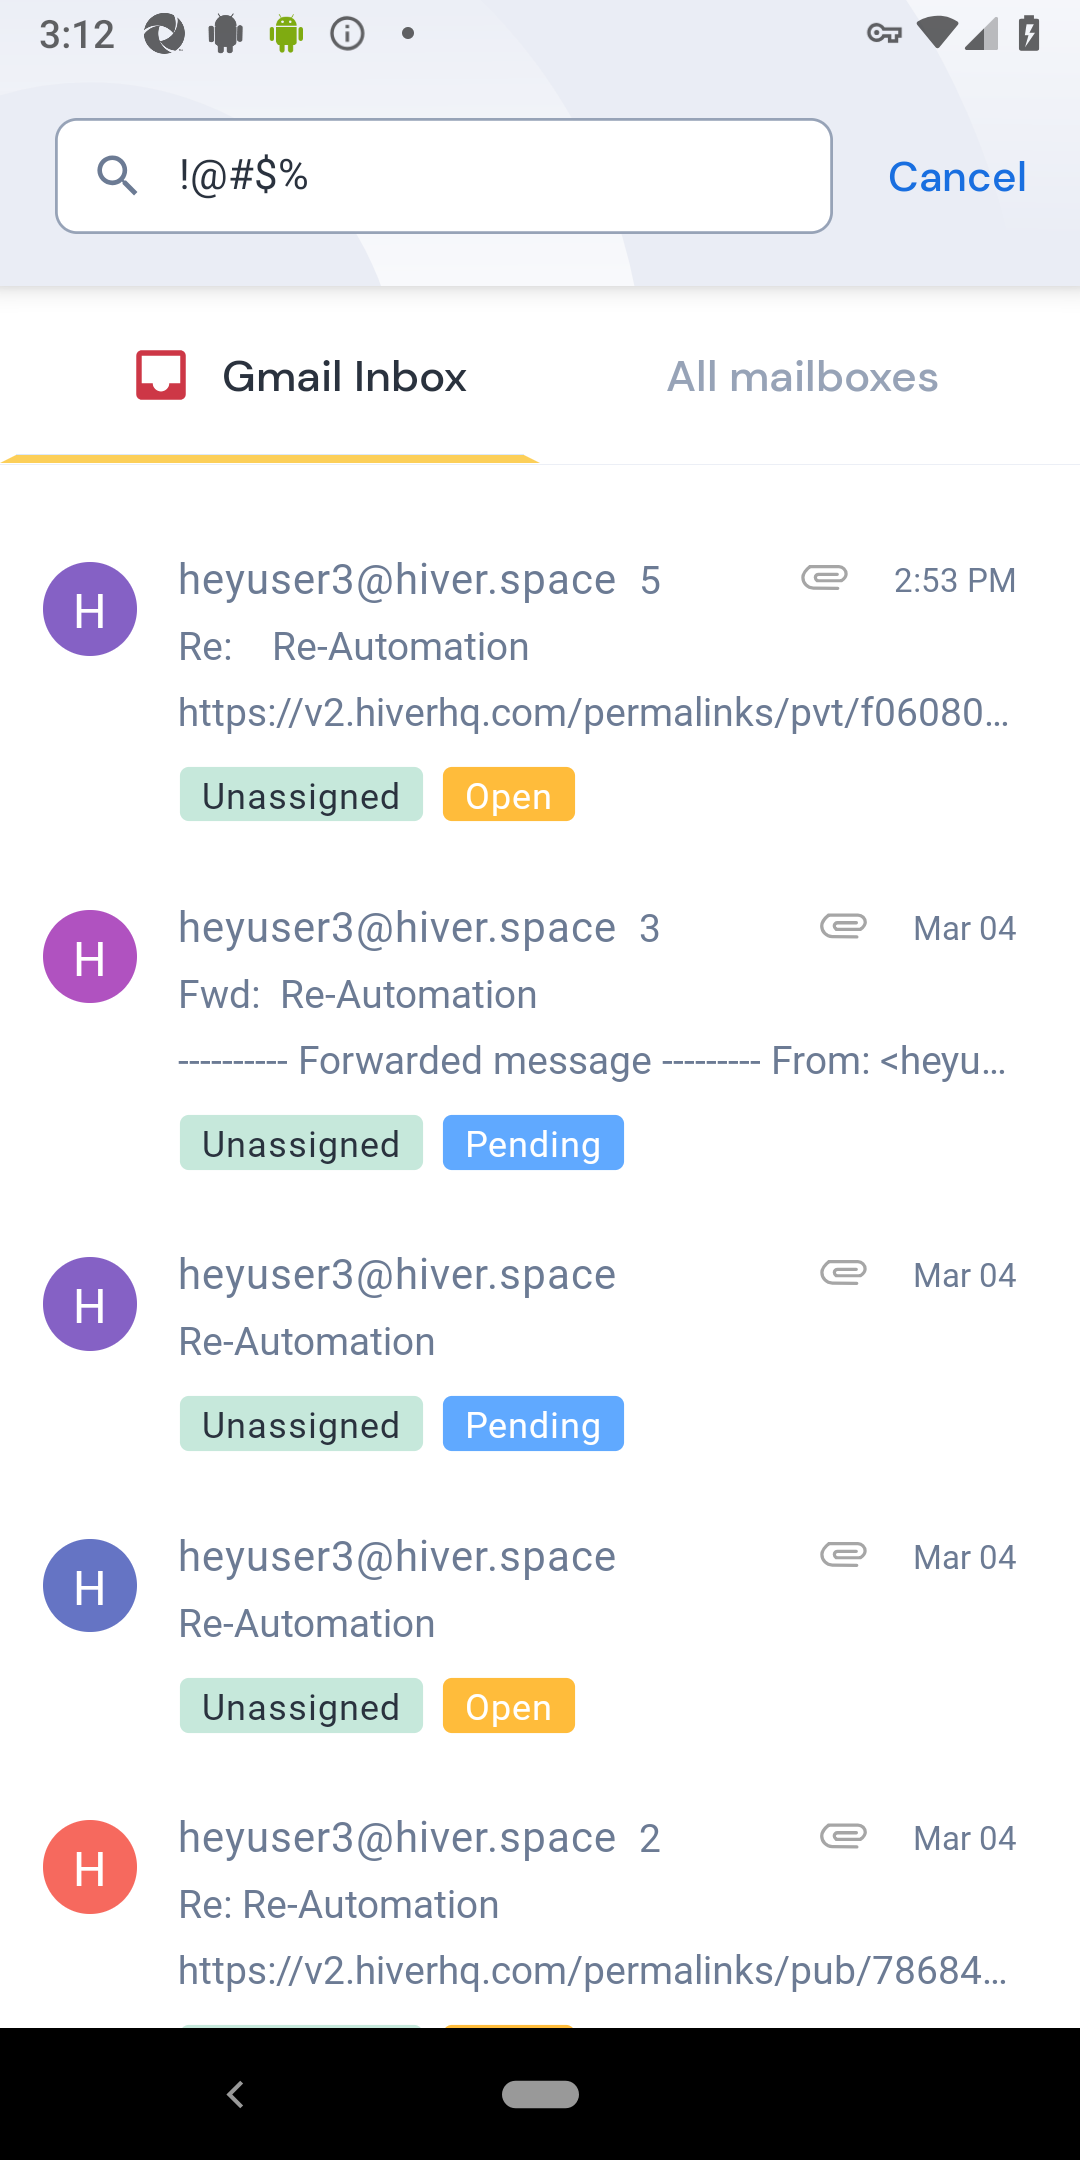 3:12
!@#$%
Cancel
Gmail Inbox
All mailboxes
H
heyuser3@hiver.space 5
2:53 PM
Re: Re-Automation
https://v2.hiverhq.com/permalinks/pvt/f06080...
Unassigned
Open
H
heyuser3@hiver.space 3
Mar 04
Fwd: Re-Automation
---------- Forwarded message --------- From: <heyu...
Unassigned
Pending
H
heyuser3@hiver.space
Mar 04
Re-Automation
Unassigned
Pending
H
heyuser3@hiver.space
Mar 04
Re-Automation
Unassigned
Open
H
heyuser3@hiver.space 2
Mar 04
Re: Re-Automation
https://v2.hiverhq.com/permalinks/pub/78684...